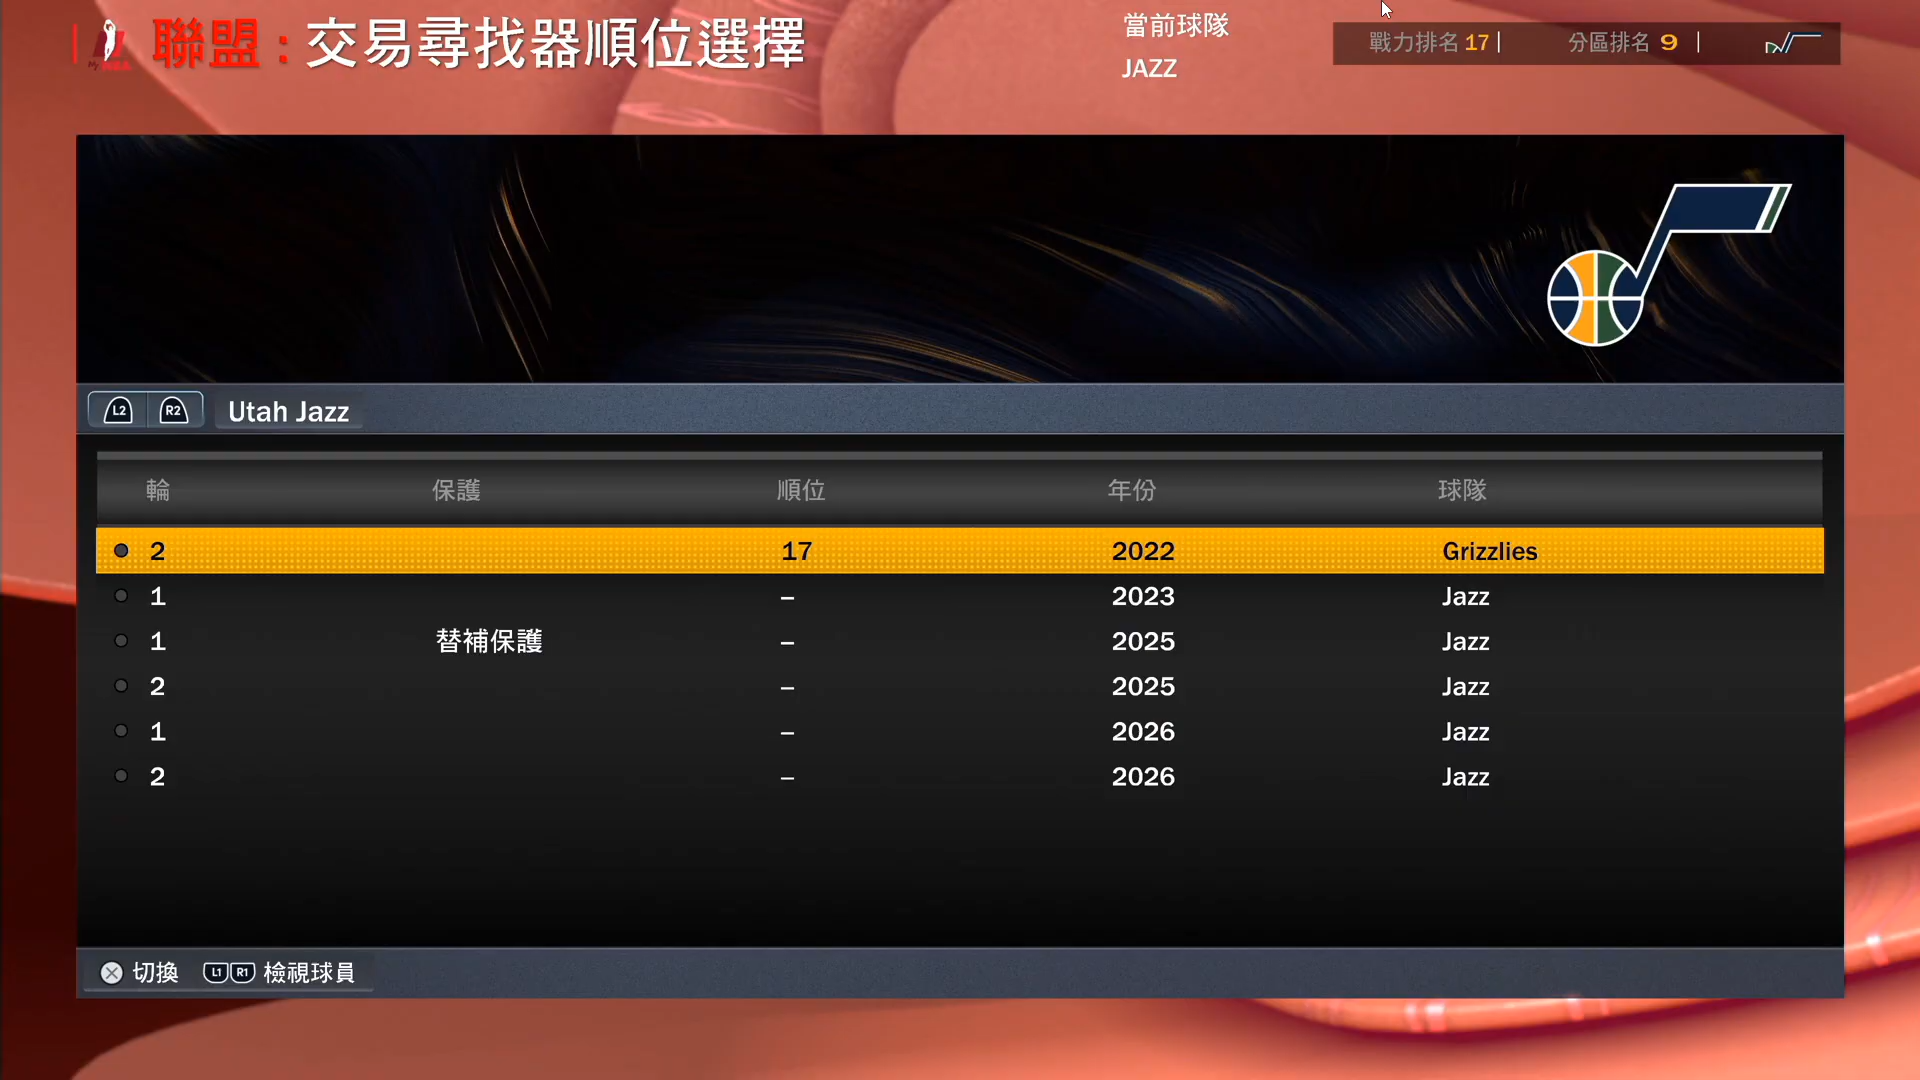 聯盟：交易尋找器順位選擇
當前球隊
JAZZ
戰力排名 17 | 分區排名 9 |
L2 R2 Utah Jazz
輪 保護 順位 年份 球隊
2 17 2022 Grizzlies
1 – 2023 Jazz
1 替補保護 – 2025 Jazz
2 – 2025 Jazz
1 – 2026 Jazz
2 – 2026 Jazz
切換 L1 R1 檢視球員